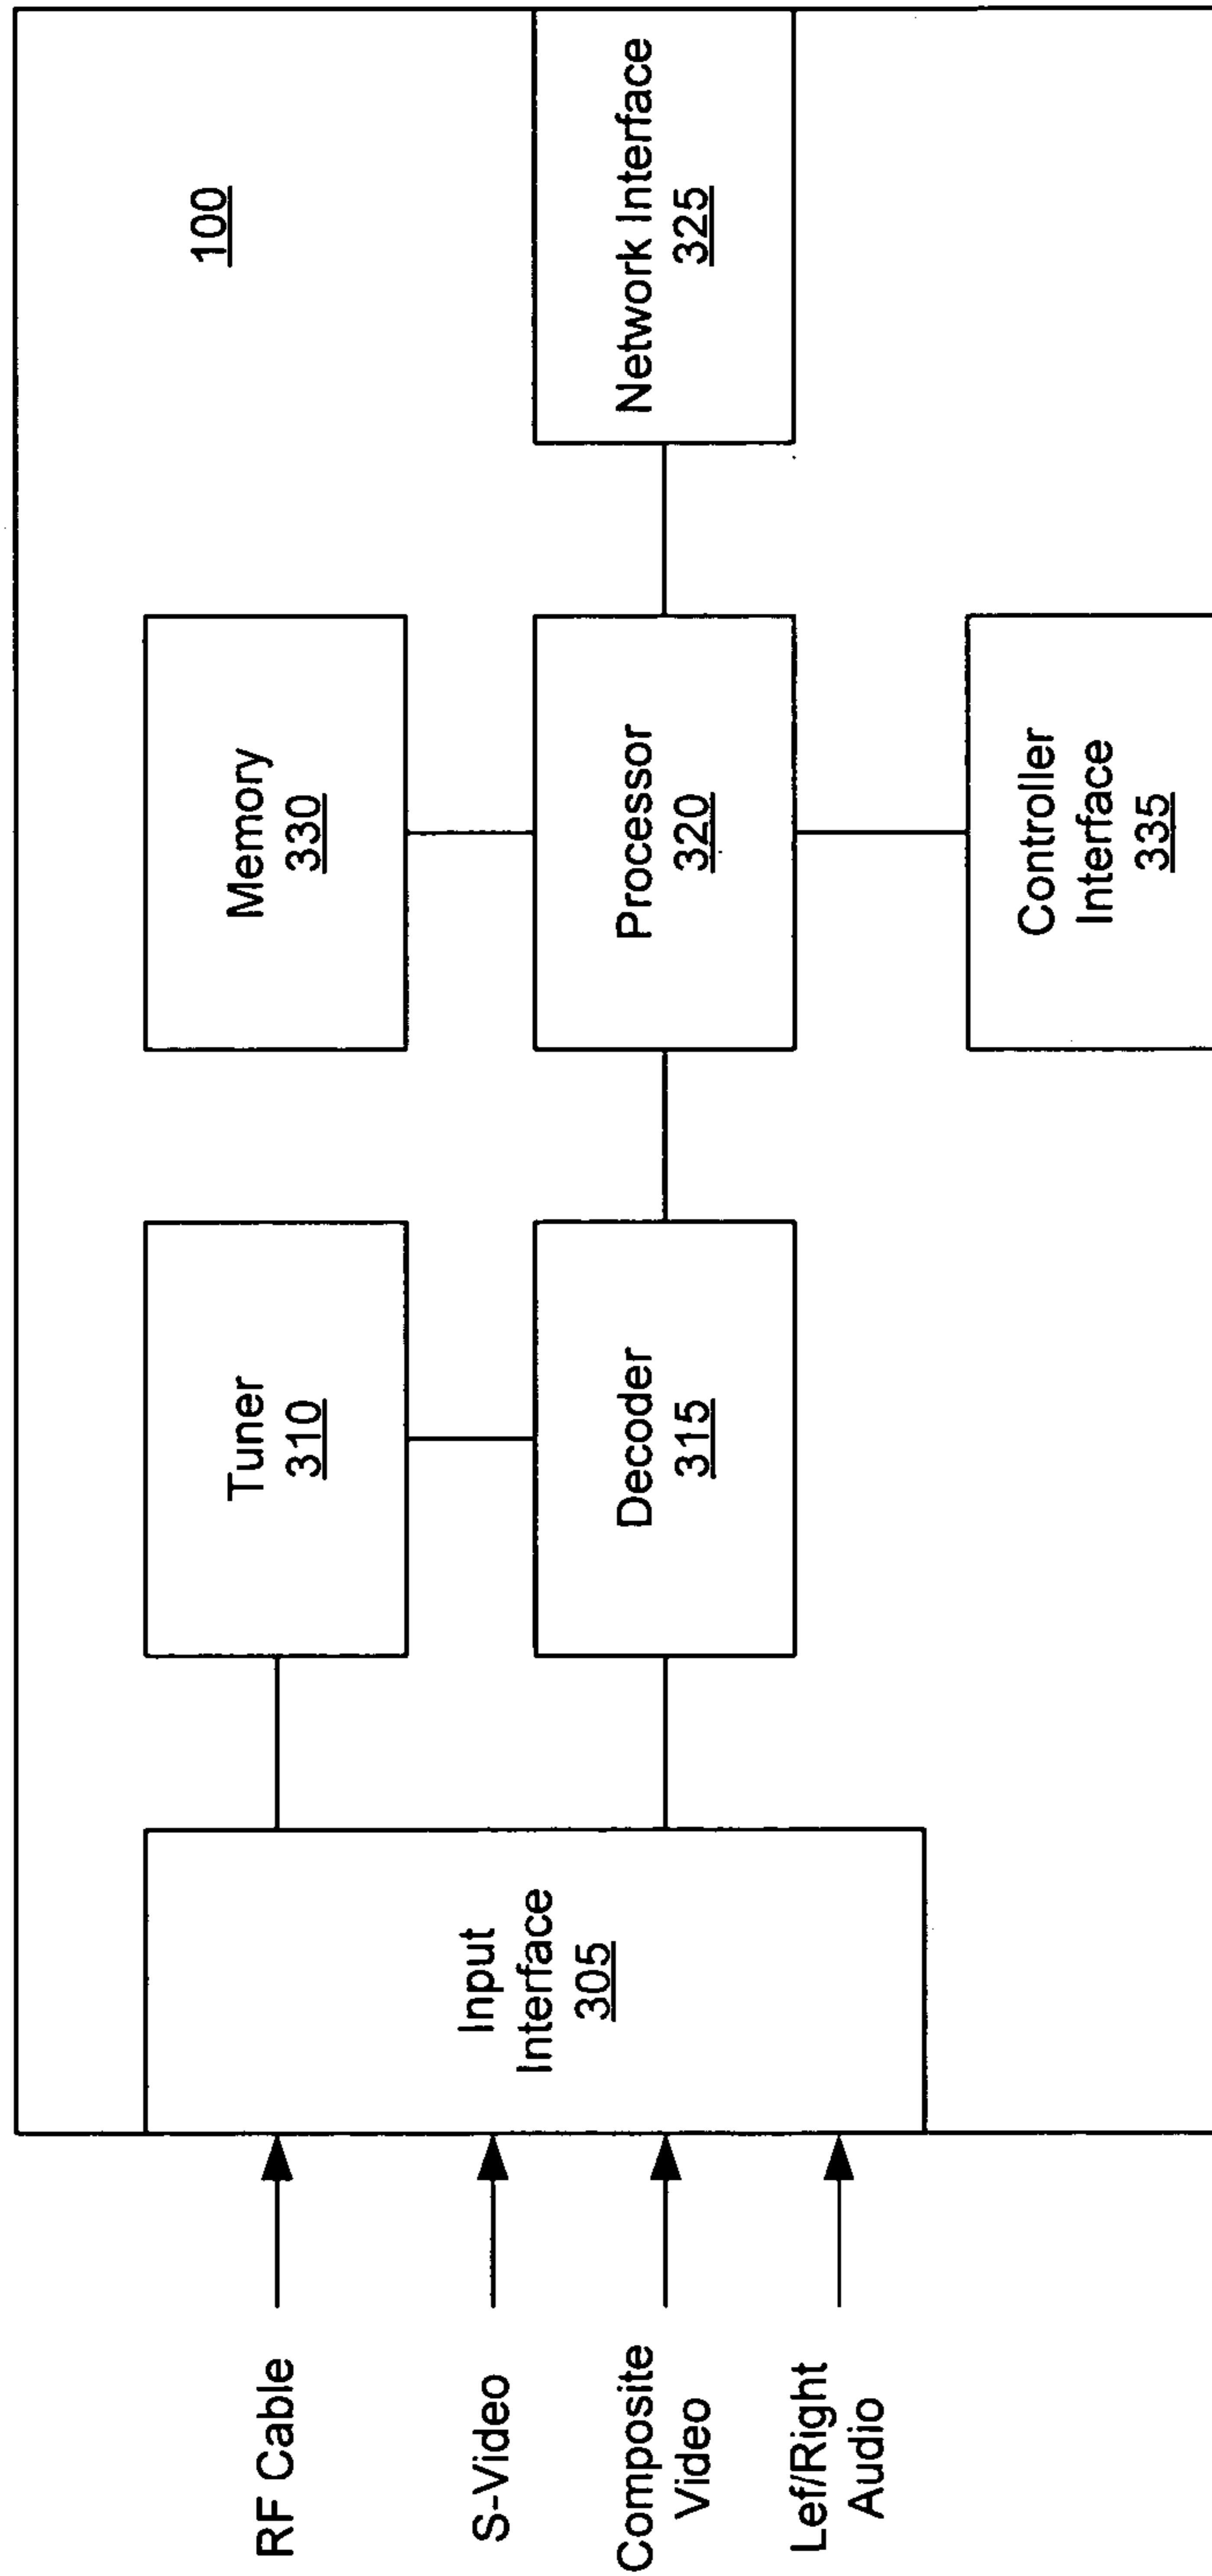 100
RF Cable
S-Video
Composite
Video
Lef/Right
Audio
Input
Interface
305
Tuner
310
Decoder
315
Memory
330
Processor
320
Controller
Interface
335
Network Interface
325